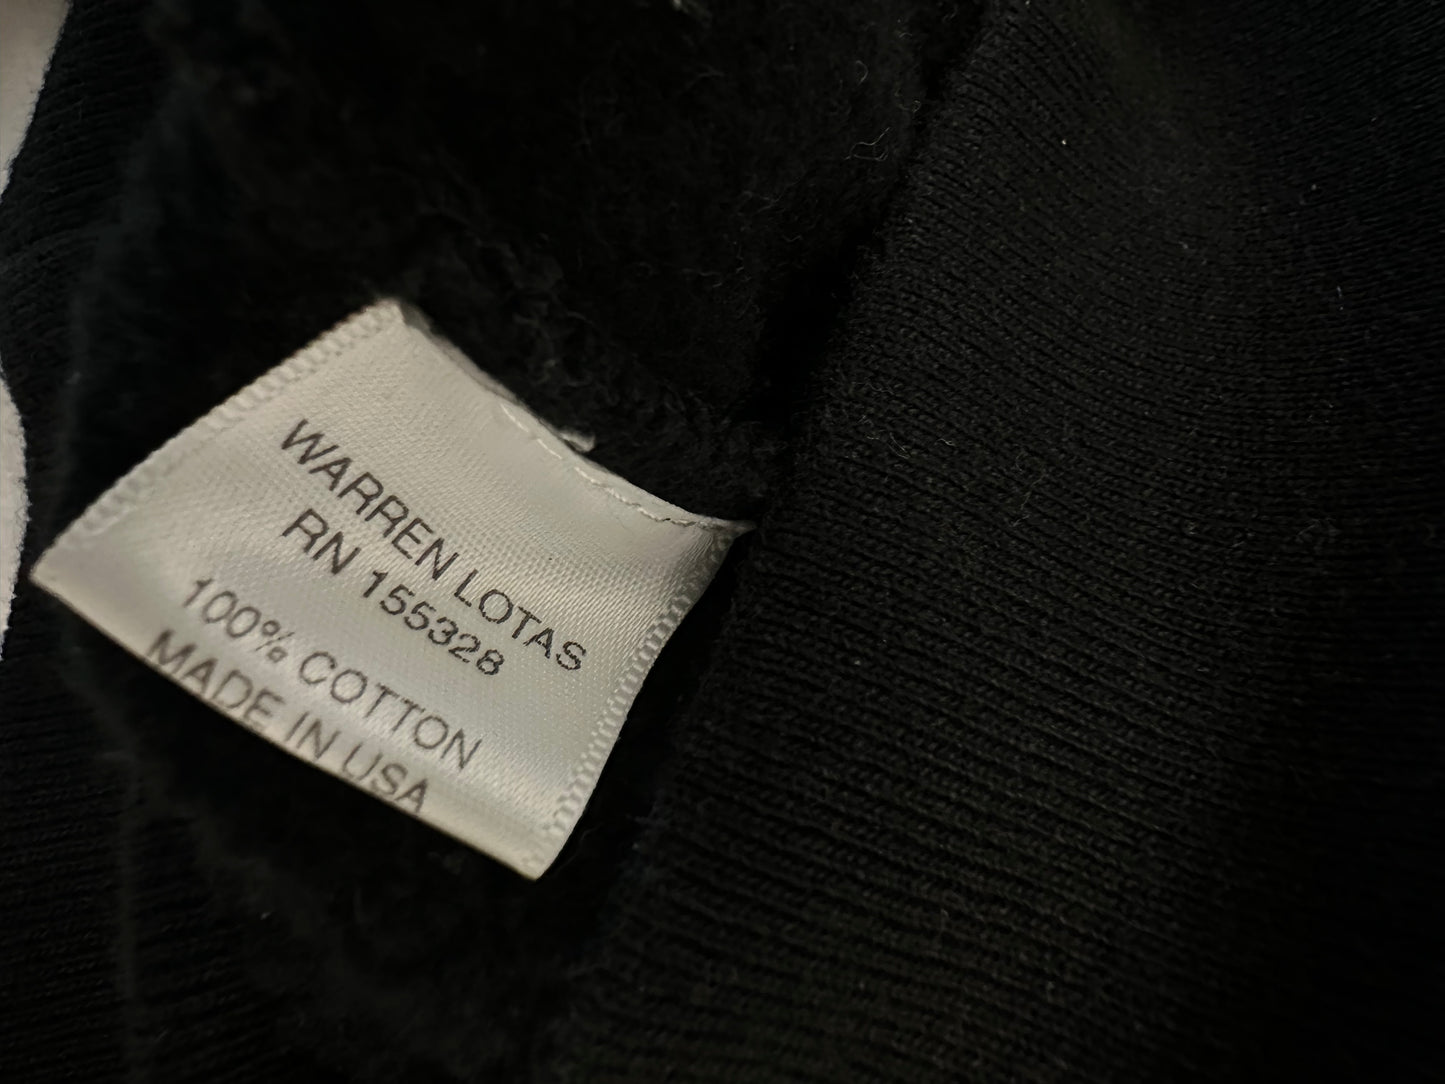 WARREN LOTAS
RN 155328
100% COTTON
MADE IN USA